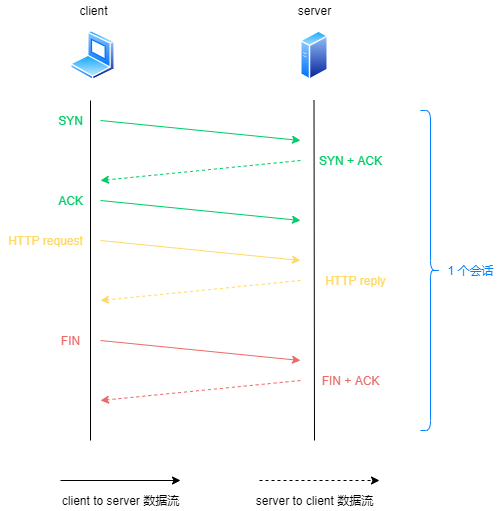 client
server
SYN
SYN + ACK
ACK
HTTP request
1 个会话
HTTP reply
FIN
FIN + ACK
client to server 数据流
server to client 数据流